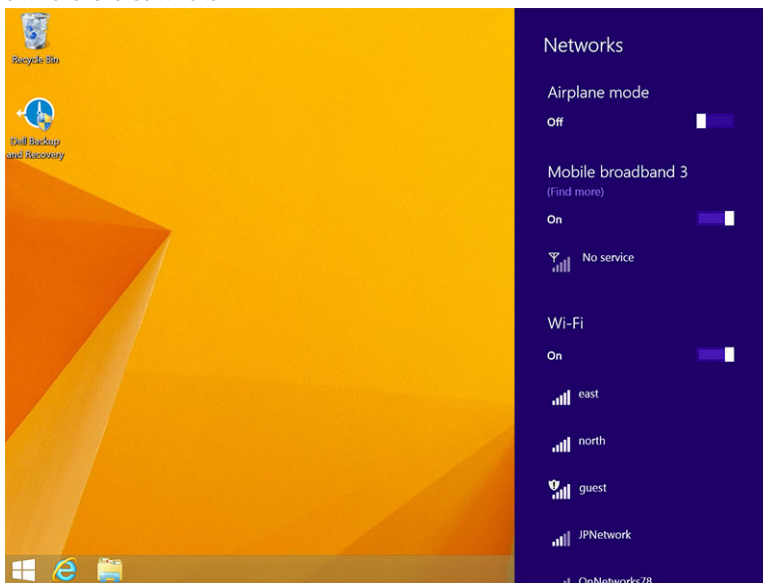 Recycle Bin
Dell Backup
and Recovery
Networks
Airplane mode
Off
Mobile broadband 3
(Find more)
On
No service
Wi-Fi
On
east
north
guest
JPNetwork
OnNetworks78